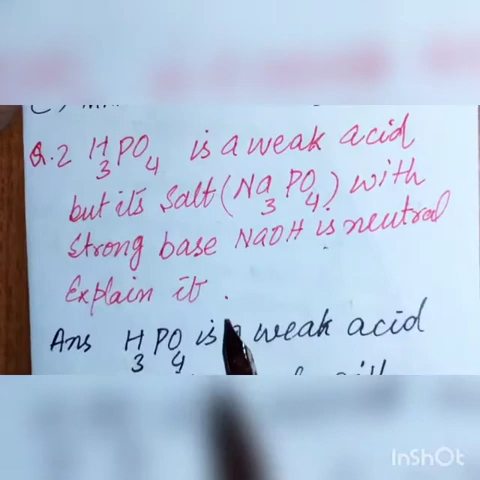 Q.2 H3PO4 is a weak acid
but it's Salt (Na3PO4) with
Strong base NaOH is neutral
Explain it.
Ans H3PO4 is a weak acid
InShOt